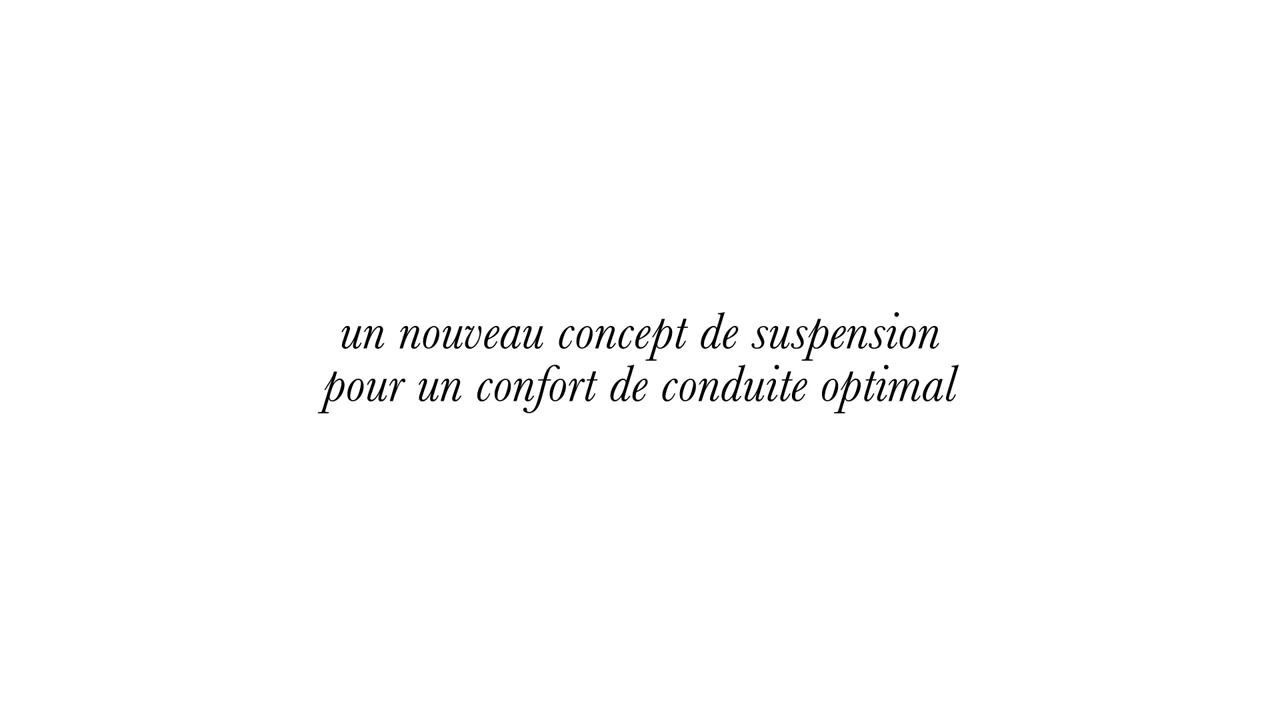 un nouveau concept de suspension
pour un confort de conduite optimal